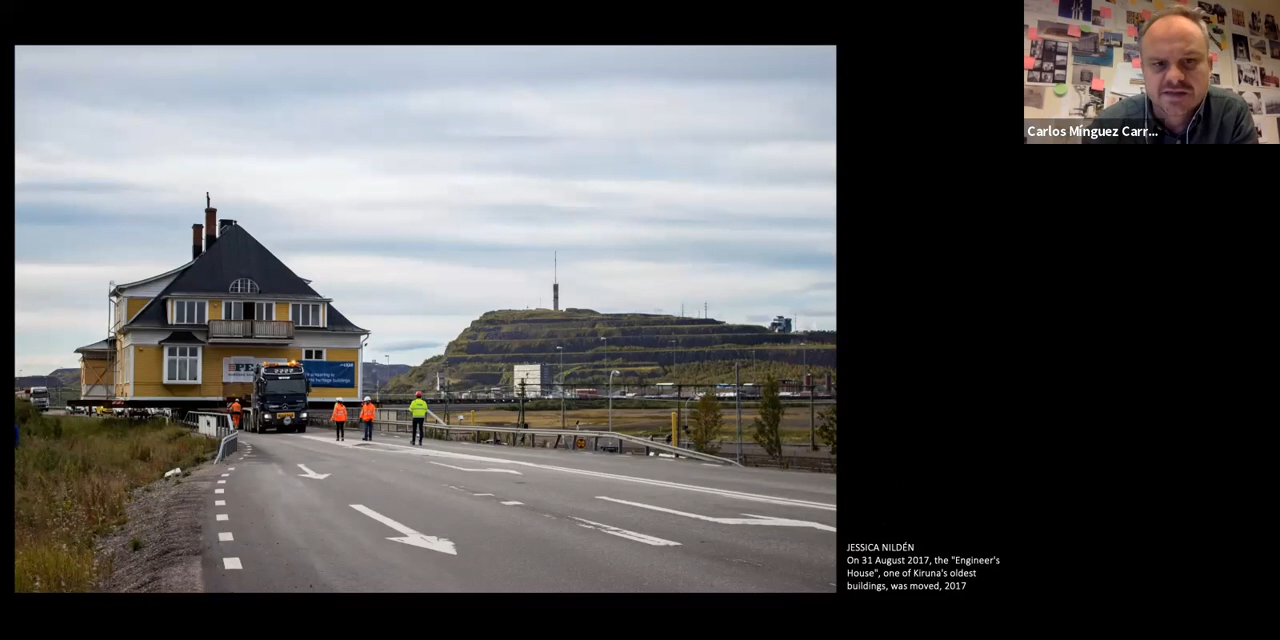 Carlos Mínguez Carr...
JESSICA NILDÉN
On 31 August 2017, the "Engineer's
House", one of Kiruna's oldest
buildings, was moved, 2017